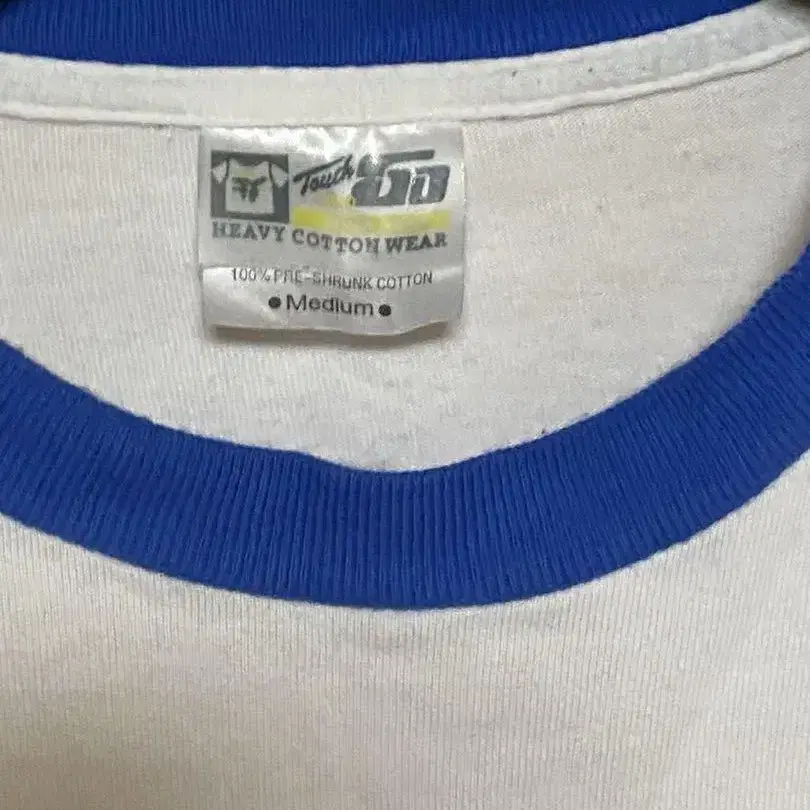 Touch
HEAVY COTTON WEAR
100% PRE-SHRUNK COTTON
● Medium ●